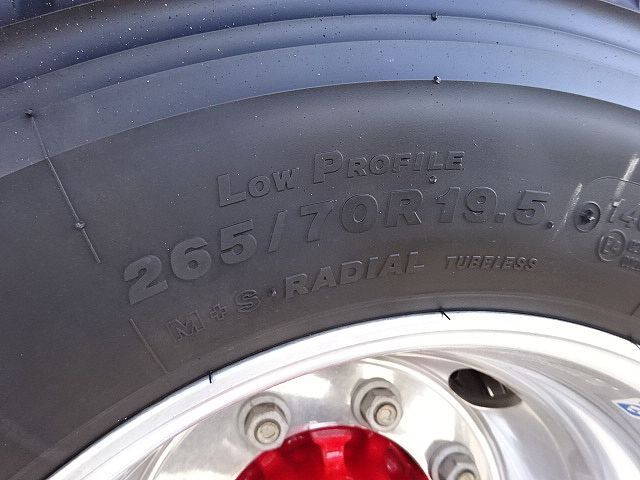 LOW PROFILE
265/70R19.5
M+S·RADIAL TUBELESS